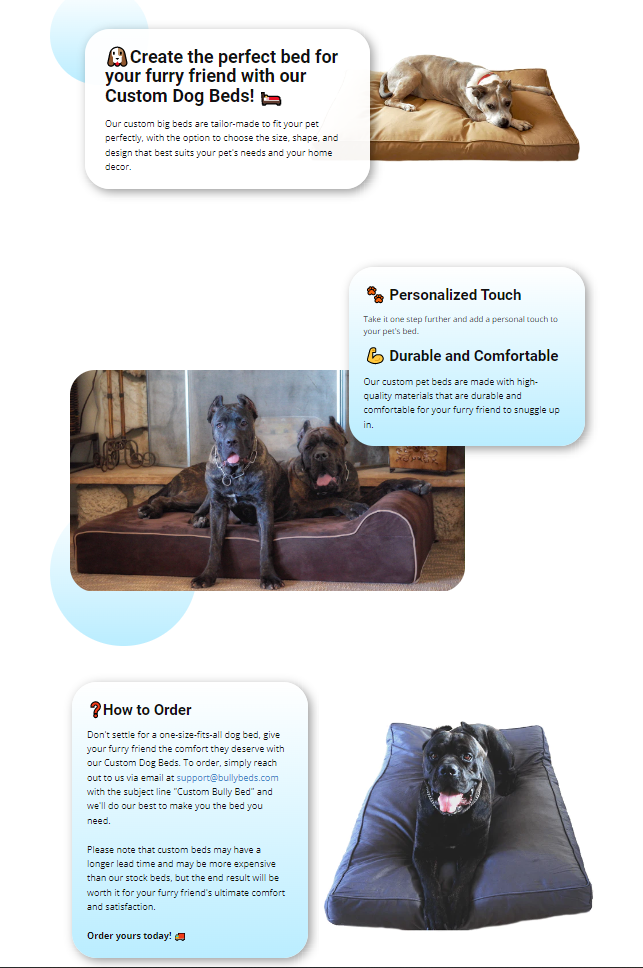 Create the perfect bed for
your furry friend with our
Custom Dog Beds!
Our custom big beds are tailor-made to fit your pet
perfectly, with the option to choose the size, shape, and
design that best suits your pet's needs and your home
decor.
Personalized Touch
Take it one step further and add a personal touch to
your pet's bed.
Durable and Comfortable
Our custom pet beds are made with high-
quality materials that are durable and
comfortable for your furry friend to snuggle up
in.
❓How to Order
Don't settle for a one-size-fits-all dog bed, give
your furry friend the comfort they deserve with
our Custom Dog Beds. To order, simply reach
out to us via email at support@bullybeds.com
with the subject line "Custom Bully Bed" and
we'll do our best to make you the bed you
need.
Please note that custom beds may have a
longer lead time and may be more expensive
than our stock beds, but the end result will be
worth it for your furry friend's ultimate comfort
and satisfaction.
Order yours today!